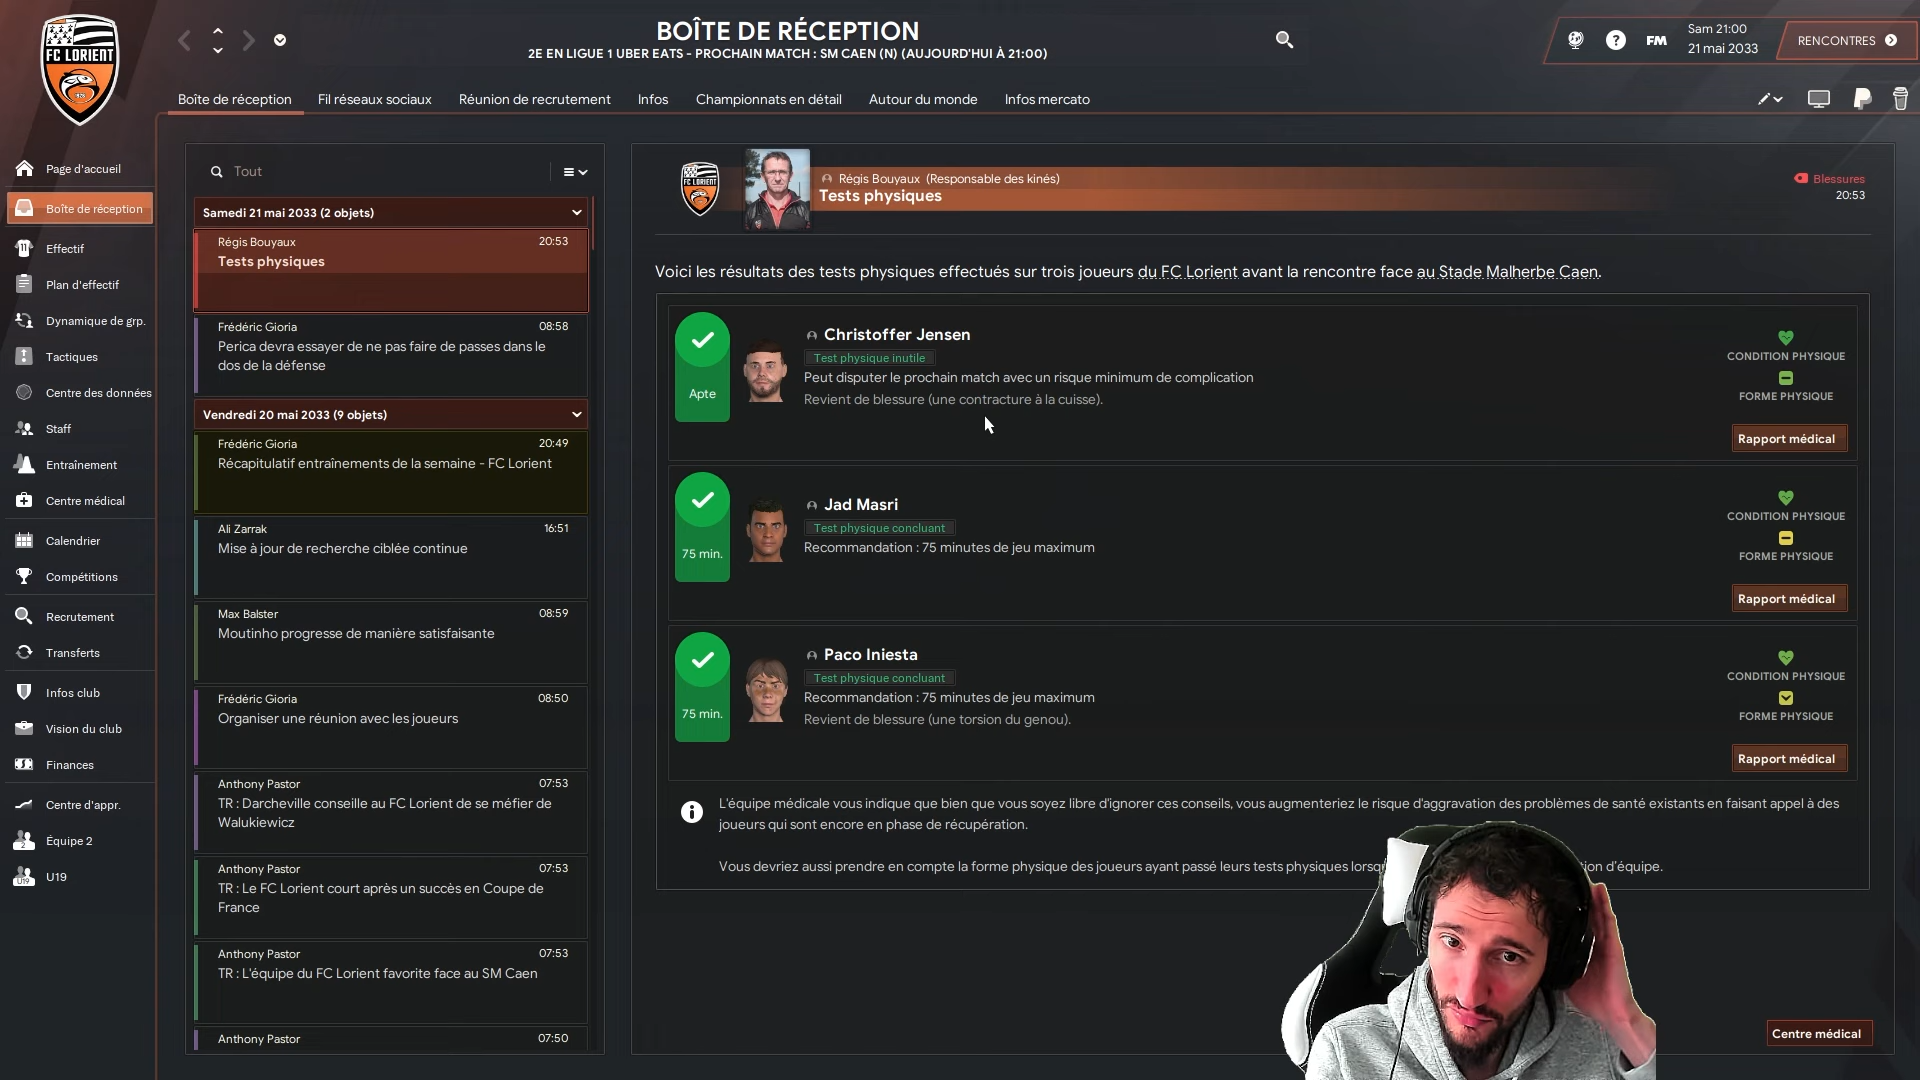 FC LORIENT
BOÎTE DE RÉCEPTION
2E EN LIGUE 1 UBER EATS - PROCHAIN MATCH : SM CAEN (N) (AUJOURD'HUI À 21:00)
FM
Sam 21:00
21 mai 2033
RENCONTRES
Boîte de réception
Fil réseaux sociaux
Réunion de recrutement
Infos
Championnats en détail
Autour du monde
Infos mercato
Page d'accueil
Boîte de réception
Effectif
Plan d'effectif
Dynamique de grp.
Tactiques
Centre des données
Staff
Entraînement
Centre médical
Calendrier
Compétitions
Recrutement
Transferts
Infos club
Vision du club
Finances
Centre d'appr.
Équipe 2
U19
Tout
Samedi 21 mai 2033 (2 objets)
Régis Bouyaux 20:53
Tests physiques
Frédéric Gioria 08:58
Perica devra essayer de ne pas faire de passes dans le
dos de la défense
Vendredi 20 mai 2033 (9 objets)
Frédéric Gioria 20:49
Récapitulatif entraînements de la semaine - FC Lorient
Ali Zarrak 16:51
Mise à jour de recherche ciblée continue
Max Balster 08:59
Moutinho progresse de manière satisfaisante
Frédéric Gioria 08:50
Organiser une réunion avec les joueurs
Anthony Pastor 07:53
TR : Darcheville conseille au FC Lorient de se méfier de
Walukiewicz
Anthony Pastor 07:53
TR : Le FC Lorient court après un succès en Coupe de
France
Anthony Pastor 07:53
TR : L'équipe du FC Lorient favorite face au SM Caen
Anthony Pastor 07:50
FC LORIENT
Régis Bouyaux (Responsable des kinés)
Tests physiques
Blessures
20:53
Voici les résultats des tests physiques effectués sur trois joueurs du FC Lorient avant la rencontre face au Stade Malherbe Caen.
Apte
Christoffer Jensen
Test physique inutile
Peut disputer le prochain match avec un risque minimum de complication
Revient de blessure (une contracture à la cuisse).
CONDITION PHYSIQUE
FORME PHYSIQUE
Rapport médical
75 min.
Jad Masri
Test physique concluant
Recommandation : 75 minutes de jeu maximum
CONDITION PHYSIQUE
FORME PHYSIQUE
Rapport médical
75 min.
Paco Iniesta
Test physique concluant
Recommandation : 75 minutes de jeu maximum
Revient de blessure (une torsion du genou).
CONDITION PHYSIQUE
FORME PHYSIQUE
Rapport médical
L'équipe médicale vous indique que bien que vous soyez libre d'ignorer ces conseils, vous augmenteriez le risque d'aggravation des problèmes de santé existants en faisant appel à des
joueurs qui sont encore en phase de récupération.
Vous devriez aussi prendre en compte la forme physique des joueurs ayant passé leurs tests physiques d'équipe.
Centre médical